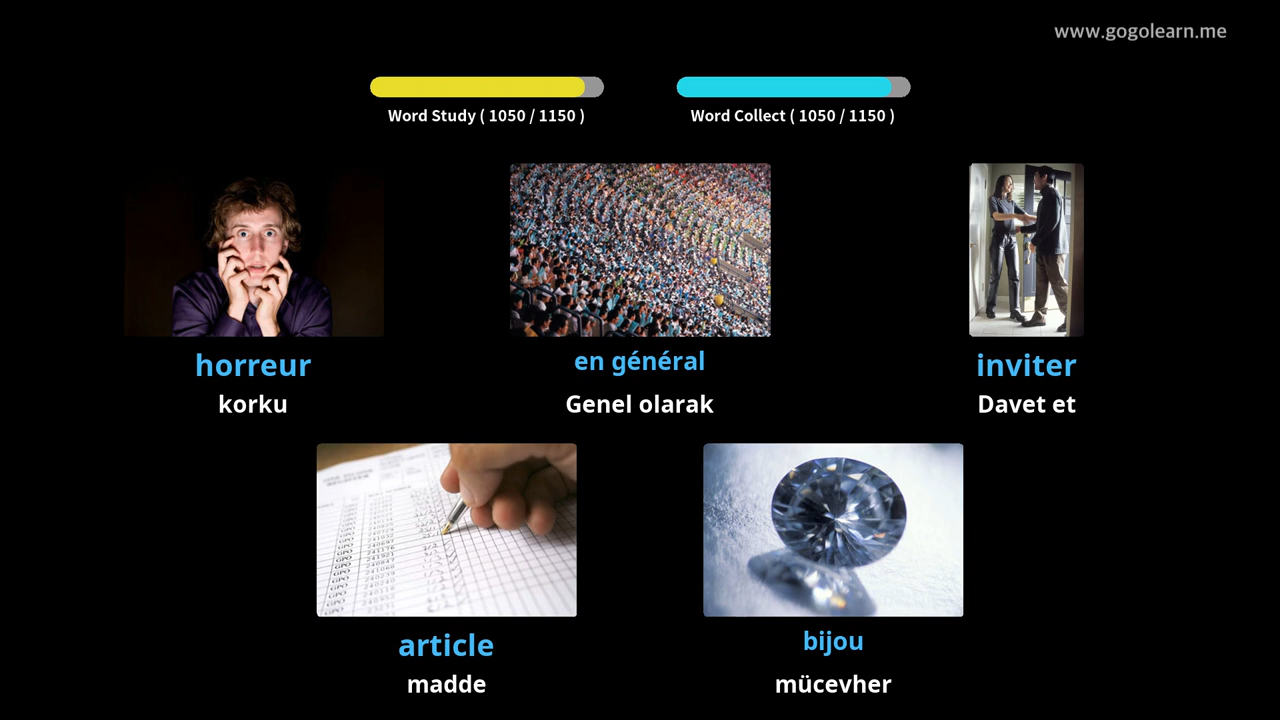 www.gogolearn.me
Word Study ( 1050 / 1150 )
Word Collect ( 1050 / 1150 )
horreur
korku
en général
Genel olarak
inviter
Davet et
article
madde
bijou
mücevher